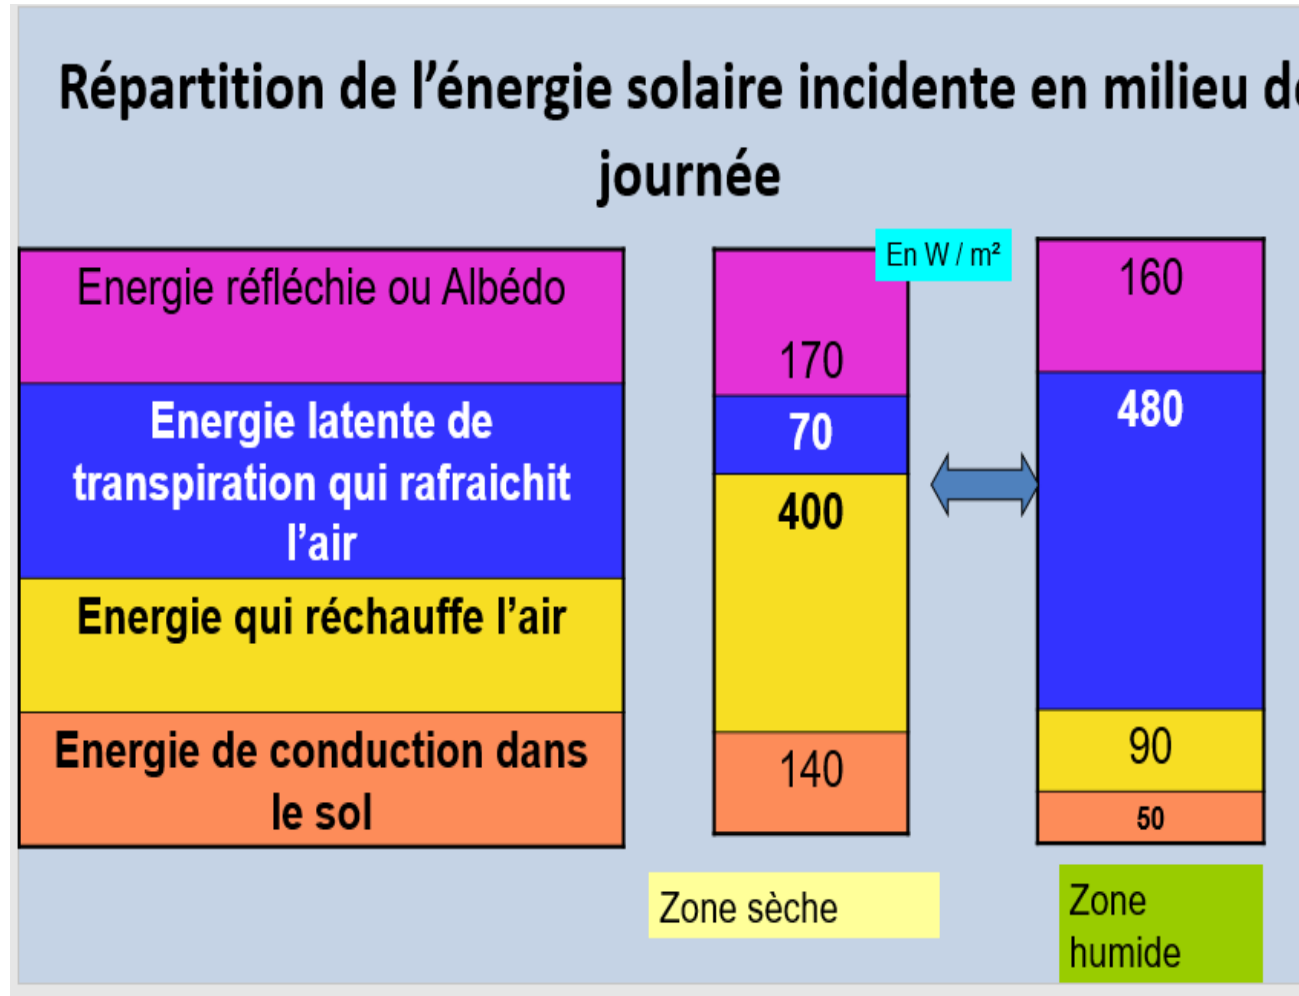 Répartition de l’énergie solaire incidente en milieu de
journée
En W / m²
Energie réfléchie ou Albédo
Energie latente de
transpiration qui rafraichit
l’air
Energie qui réchauffe l’air
Energie de conduction dans
le sol
170
70
400
140
160
480
90
50
Zone sèche
Zone
humide